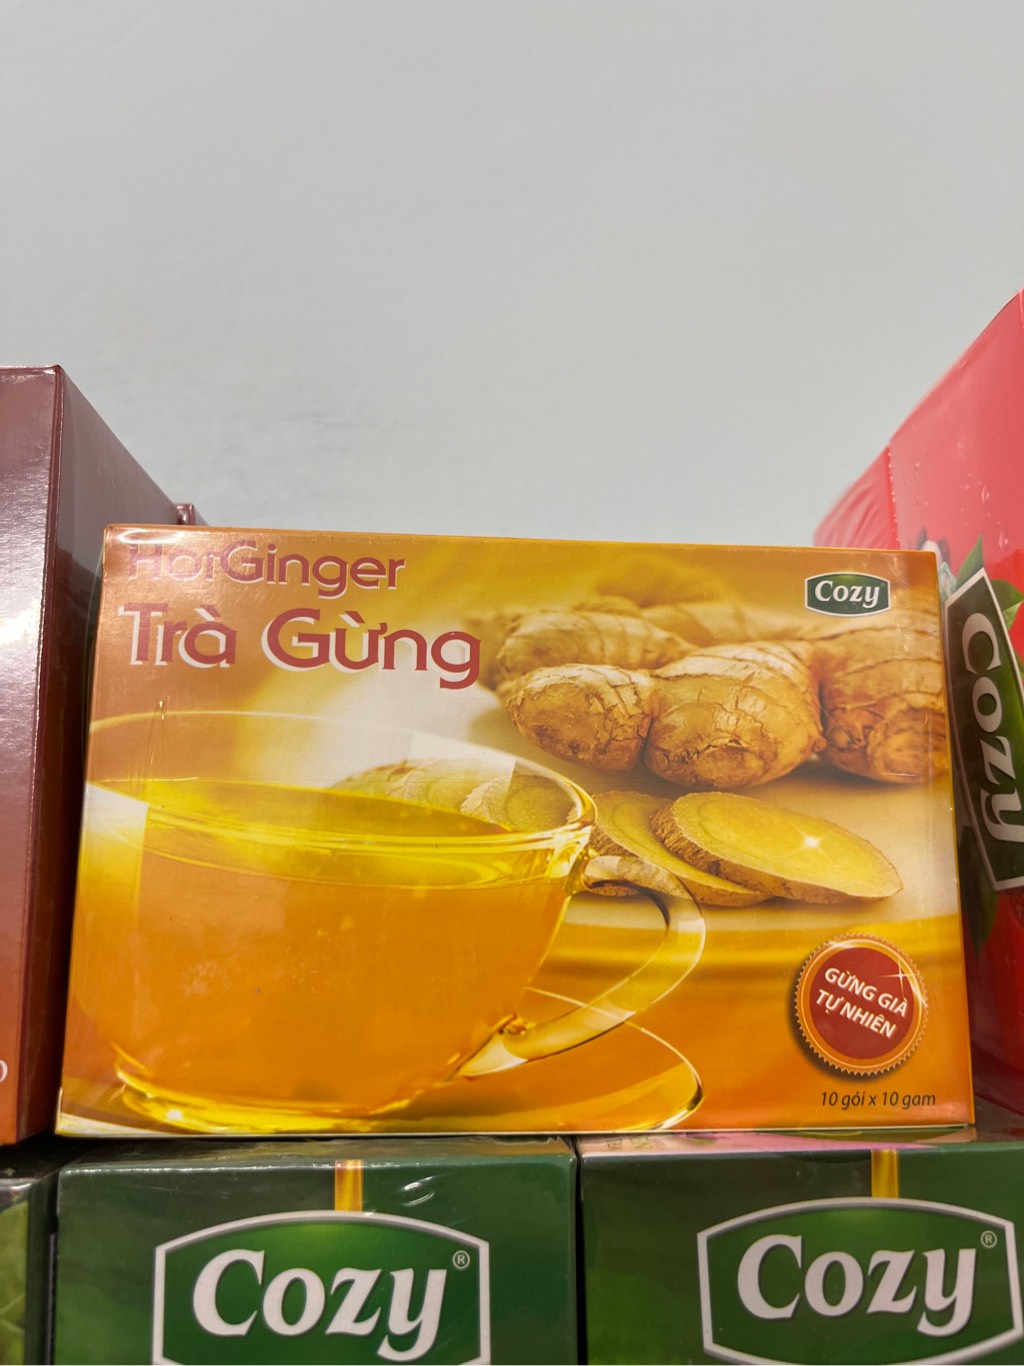 HotGinger
Trà Gừng
Cozy
GỪNG GIÀ
TỰ NHIÊN
10 gói x 10 gam
Cozy
Cozy®
Cozy®